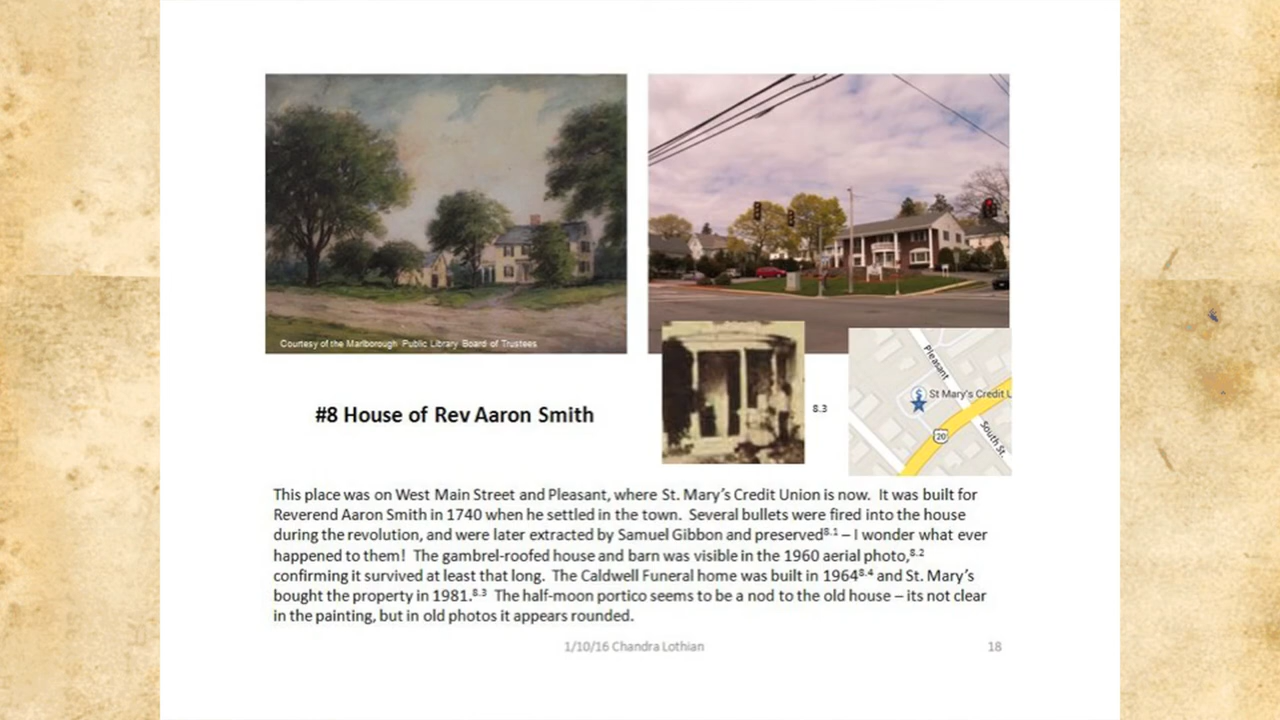 Courtesy of the Marlborough Public Library Board of Trustees
#8 House of Rev Aaron Smith
8.3
Pleasant
St Mary's Credit U
20
South St.
This place was on West Main Street and Pleasant, where St. Mary's Credit Union is now. It was built for
Reverend Aaron Smith in 1740 when he settled in the town. Several bullets were fired into the house
during the revolution, and were later extracted by Samuel Gibbon and preserved8.1 – I wonder what ever
happened to them! The gambrel-roofed house and barn was visible in the 1960 aerial photo,8.2
confirming it survived at least that long. The Caldwell Funeral home was built in 19648.4 and St. Mary's
bought the property in 1981.8.3 The half-moon portico seems to be a nod to the old house – its not clear
in the painting, but in old photos it appears rounded.
1/10/16 Chandra Lothian
18